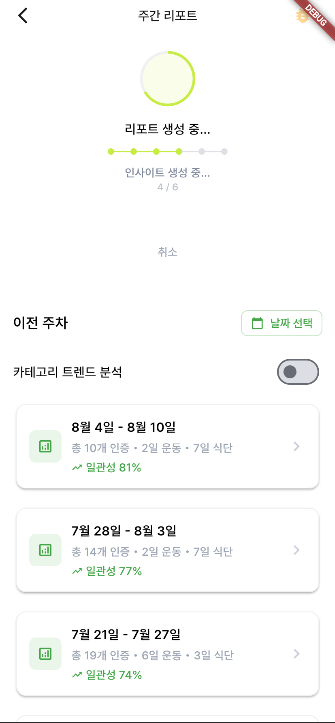 주간 리포트
DEBUG
리포트 생성 중...
인사이트 생성 중...
4 / 6
취소
이전 주차
날짜 선택
카테고리 트렌드 분석
8월 4일 - 8월 10일
총 10개 인증 • 2일 운동 • 7일 식단
일관성 81%
7월 28일 - 8월 3일
총 14개 인증 • 2일 운동 • 7일 식단
일관성 77%
7월 21일 - 7월 27일
총 19개 인증 • 6일 운동 • 3일 식단
일관성 74%